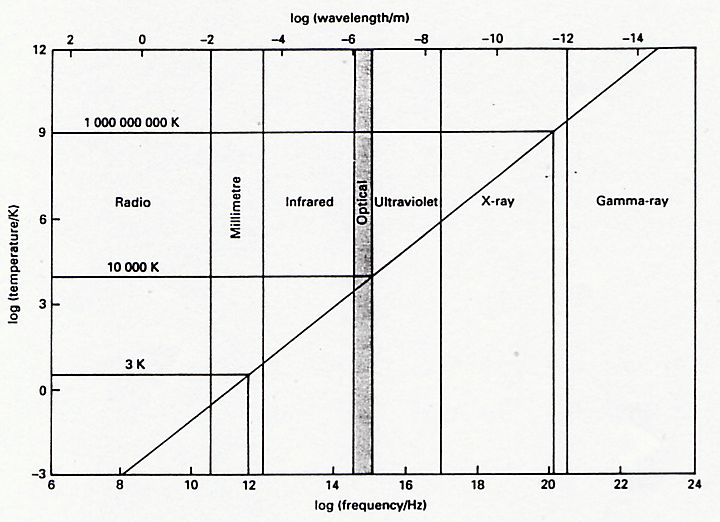 log (wavelength/m)
2 0 −2 −4 −6 −8 −10 −12 −14
12
1 000 000 000 K
9
Radio Millimetre Infrared Optical Ultraviolet X-ray Gamma-ray
6
log (temperature/K)
10 000 K
3
3 K
0
−3
6 8 10 12 14 16 18 20 22 24
log (frequency/Hz)